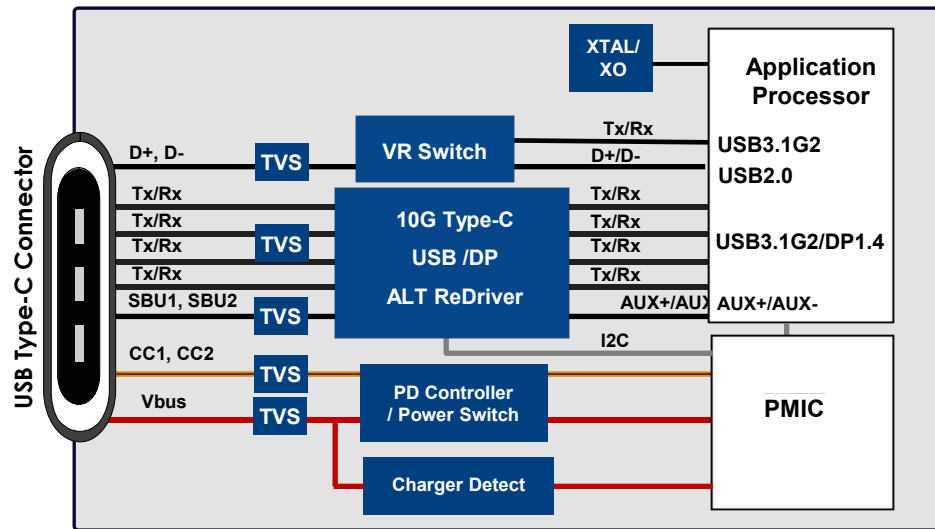 XTAL/
XO
Application
Processor
USB Type-C Connector
D+, D-
TVS
VR Switch
Tx/Rx
D+/D-
USB3.1G2
USB2.0
Tx/Rx
Tx/Rx
Tx/Rx
Tx/Rx
TVS
10G Type-C
USB /DP
ALT ReDriver
Tx/Rx
Tx/Rx
Tx/Rx
Tx/Rx
USB3.1G2/DP1.4
SBU1, SBU2
TVS
AUX+/AUX
AUX+/AUX-
I2C
CC1, CC2
TVS
PD Controller
/ Power Switch
PMIC
Vbus
TVS
Charger Detect